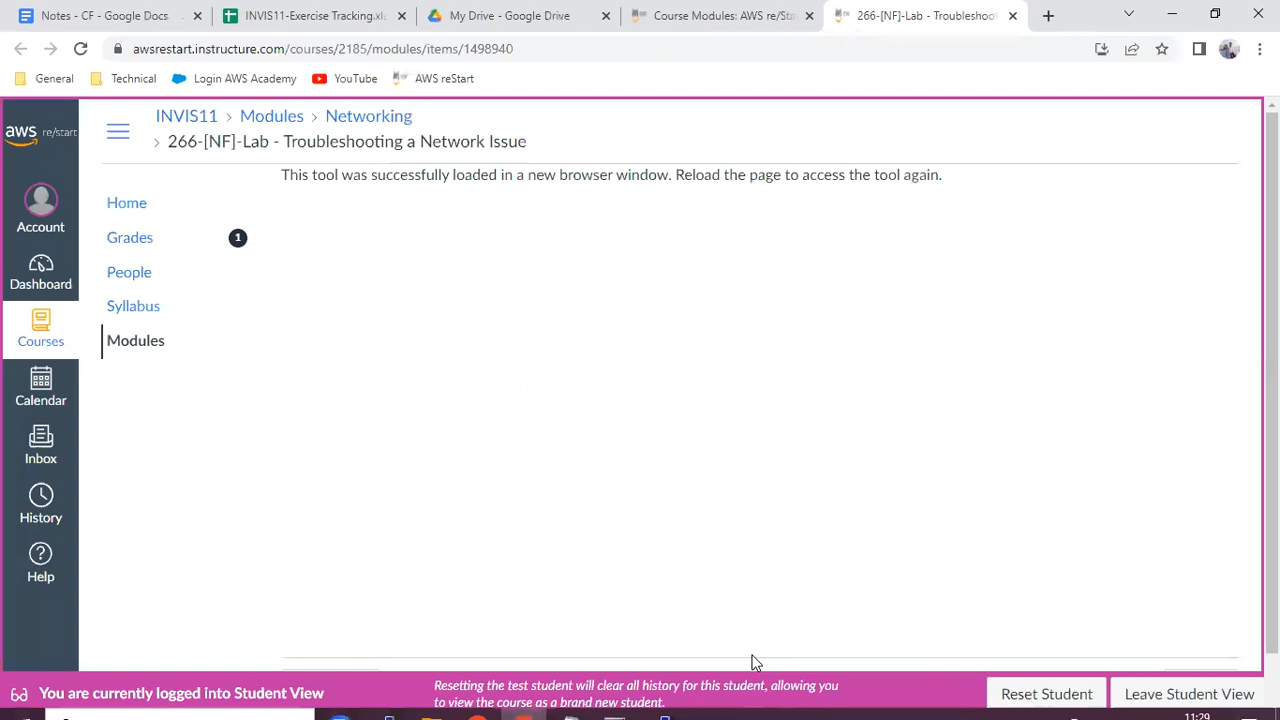 Notes - CF - Google Docs
INVIS11-Exercise Tracking.xl
My Drive - Google Drive
Course Modules: AWS re/Sta
266-[NF]-Lab - Troubleshoot
awsrestart.instructure.com/courses/2185/modules/items/1498940
General
Technical
Login AWS Academy
YouTube
AWS reStart
aws re/start
INVIS11 > Modules > Networking
> 266-[NF]-Lab - Troubleshooting a Network Issue
This tool was successfully loaded in a new browser window. Reload the page to access the tool again.
Home
Grades
1
People
Syllabus
Modules
Account
Dashboard
Courses
Calendar
Inbox
History
Help
You are currently logged into Student View
Resetting the test student will clear all history for this student, allowing you
to view the course as a brand new student.
Reset Student
Leave Student View
11:29